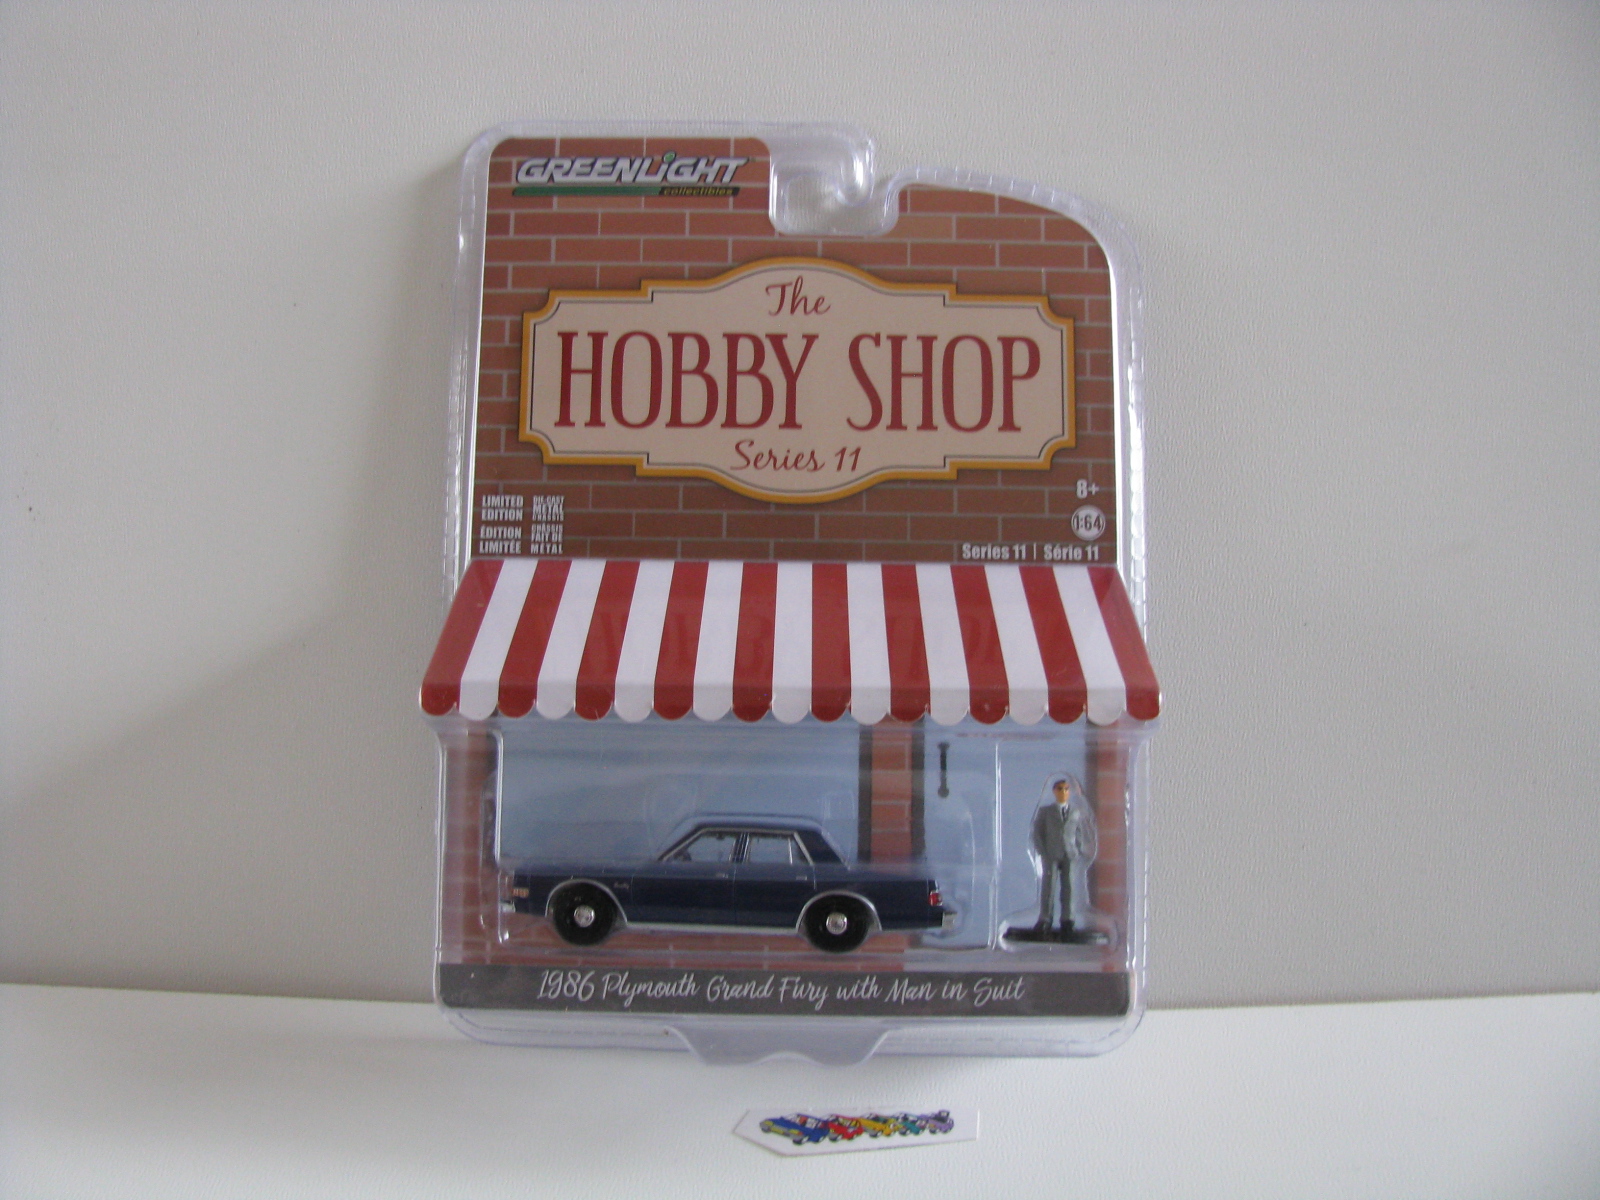 GREENLIGHT
collectibles
The
HOBBY SHOP
Series 11
8+
1:64
LIMITED
EDITION
ÉDITION
LIMITÉE
DIE-CAST
METAL
CHASSIS
CHÂSSIS
FAIT DE
MÉTAL
Series 11 | Série 11
1986 Plymouth Grand Fury with Man in Suit